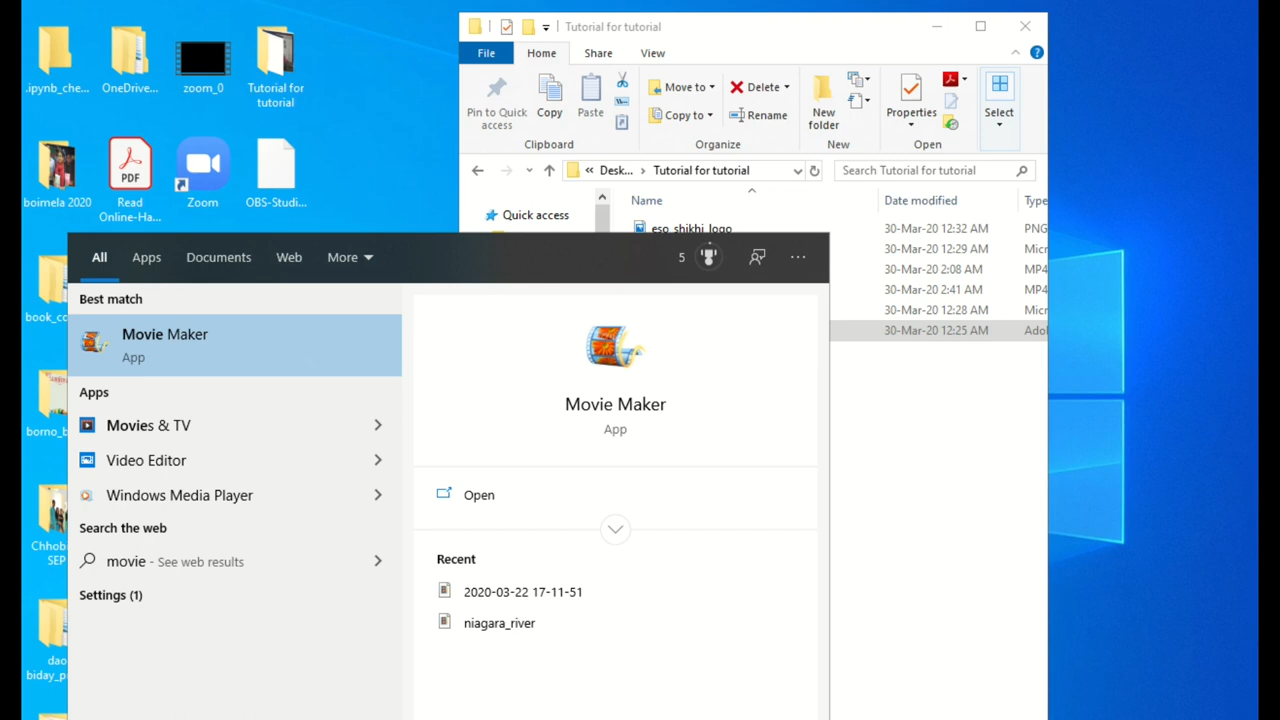 .ipynb_che...
OneDrive...
zoom_0
Tutorial for
tutorial
boimela 2020
PDF
Read
Online-Ha...
Zoom
OBS-Studi...
Tutorial for tutorial
File
Home
Share
View
Pin to Quick
access
Copy
Paste
Move to
Copy to
Delete
Rename
New
folder
Properties
Select
Clipboard
Organize
New
Open
« Desk... › Tutorial for tutorial
Search Tutorial for tutorial
Quick access
Name
Date modified
Type
eso_shikhi_logo
30-Mar-20 12:32 AM
PNG
30-Mar-20 12:29 AM
Micr
30-Mar-20 2:08 AM
MP4
30-Mar-20 2:41 AM
MP4
30-Mar-20 12:28 AM
Micr
30-Mar-20 12:25 AM
Adol
All
Apps
Documents
Web
More
5
Best match
Movie Maker
App
Apps
Movies & TV
Video Editor
Windows Media Player
Search the web
movie - See web results
Settings (1)
Movie Maker
App
Open
Recent
2020-03-22 17-11-51
niagara_river
book_cc
borno_b
Chhobi
SEP
dao
biday_p